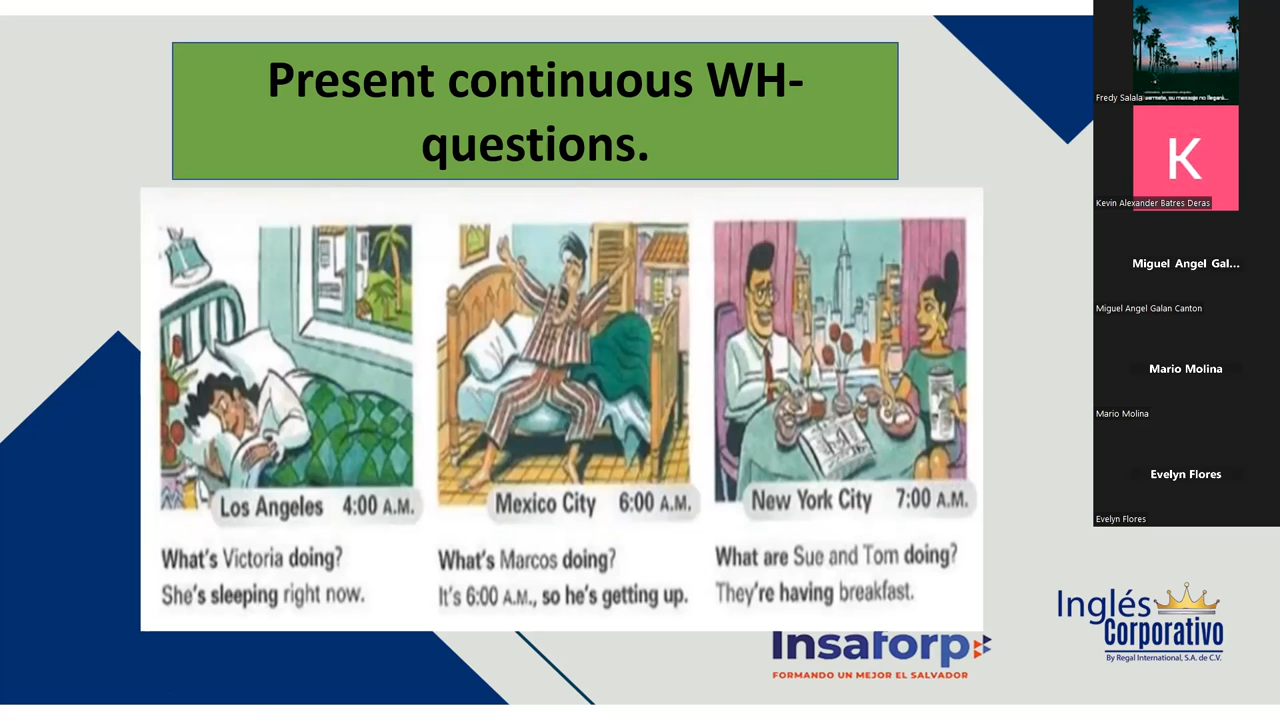 Present continuous WH-
questions.
Los Angeles 4:00 A.M.
What's Victoria doing?
She's sleeping right now.
Mexico City 6:00 A.M.
What's Marcos doing?
It's 6:00 A.M., so he's getting up.
New York City 7:00 A.M.
What are Sue and Tom doing?
They're having breakfast.
Insaforp
FORMANDO UN MEJOR EL SALVADOR
Inglés
Corporativo
By Regal International, S.A. de C.V.
Fredy Salala
K
Kevin Alexander Batres Deras
Miguel Angel Gal...
Miguel Angel Galan Canton
Mario Molina
Mario Molina
Evelyn Flores
Evelyn Flores